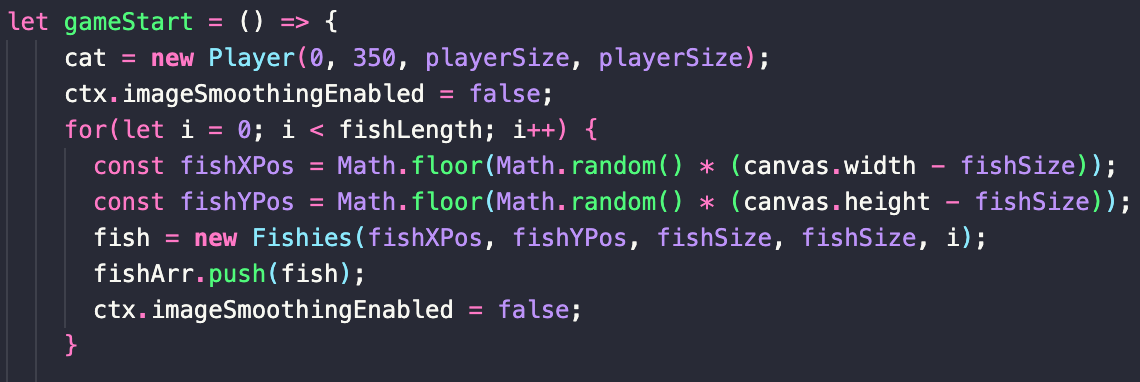 let gameStart = () => {
cat = new Player(0, 350, playerSize, playerSize);
ctx.imageSmoothingEnabled = false;
for(let i = 0; i < fishLength; i++) {
const fishXPos = Math.floor(Math.random() * (canvas.width - fishSize));
const fishYPos = Math.floor(Math.random() * (canvas.height - fishSize));
fish = new Fishies(fishXPos, fishYPos, fishSize, fishSize, i);
fishArr.push(fish);
ctx.imageSmoothingEnabled = false;
}